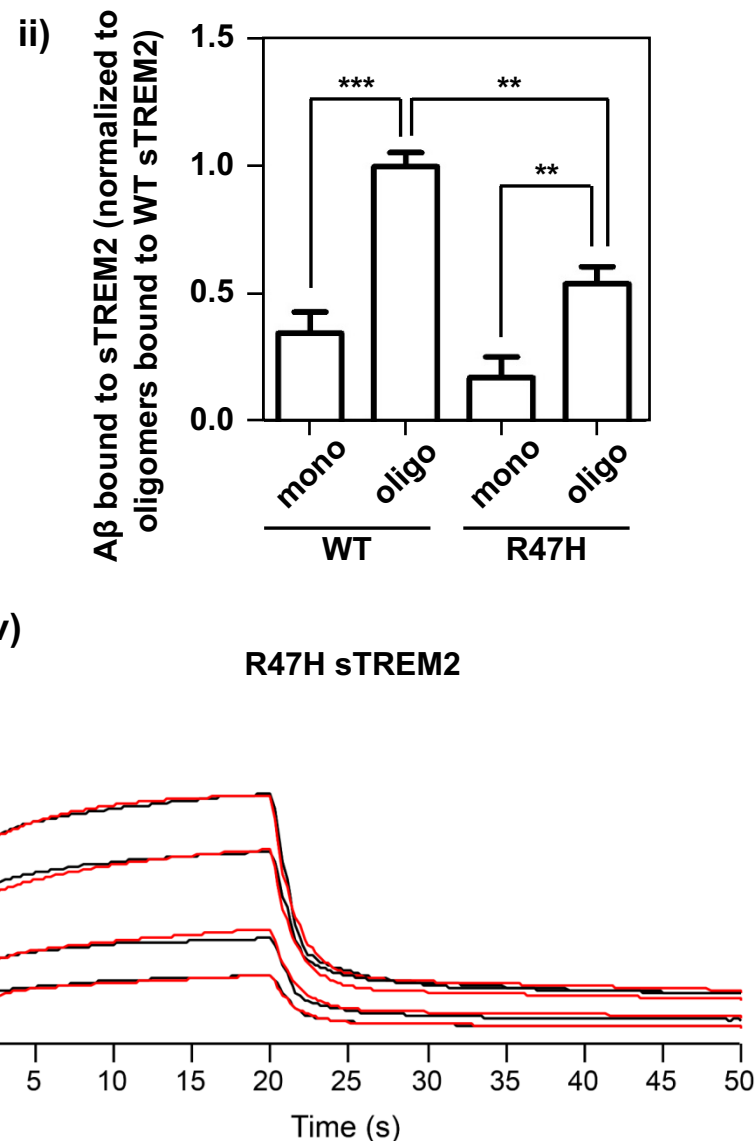 ii)
Aβ bound to sTREM2 (normalized to
oligomers bound to WT sTREM2)
1.5
1.0
0.5
0.0
***
**
**
mono
oligo
mono
oligo
WT
R47H
v)
R47H sTREM2
5 10 15 20 25 30 35 40 45 50
Time (s)